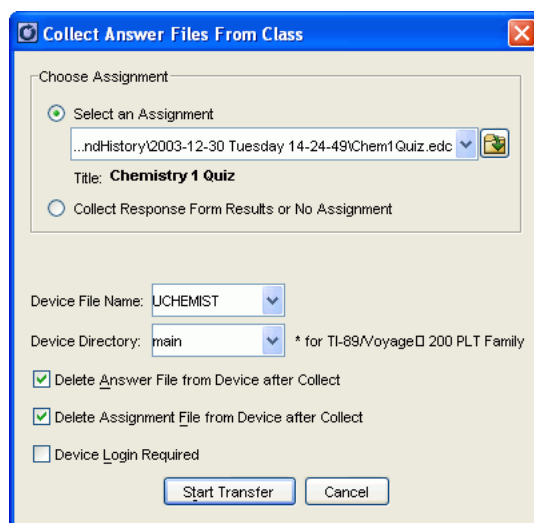 Collect Answer Files From Class
Choose Assignment
Select an Assignment
...ndHistory\2003-12-30 Tuesday 14-24-49\Chem1Quiz.edc
Title: Chemistry 1 Quiz
Collect Response Form Results or No Assignment
Device File Name: UCHEMIST
Device Directory: main * for TI-89/Voyage▯ 200 PLT Family
Delete Answer File from Device after Collect
Delete Assignment File from Device after Collect
Device Login Required
Start Transfer Cancel